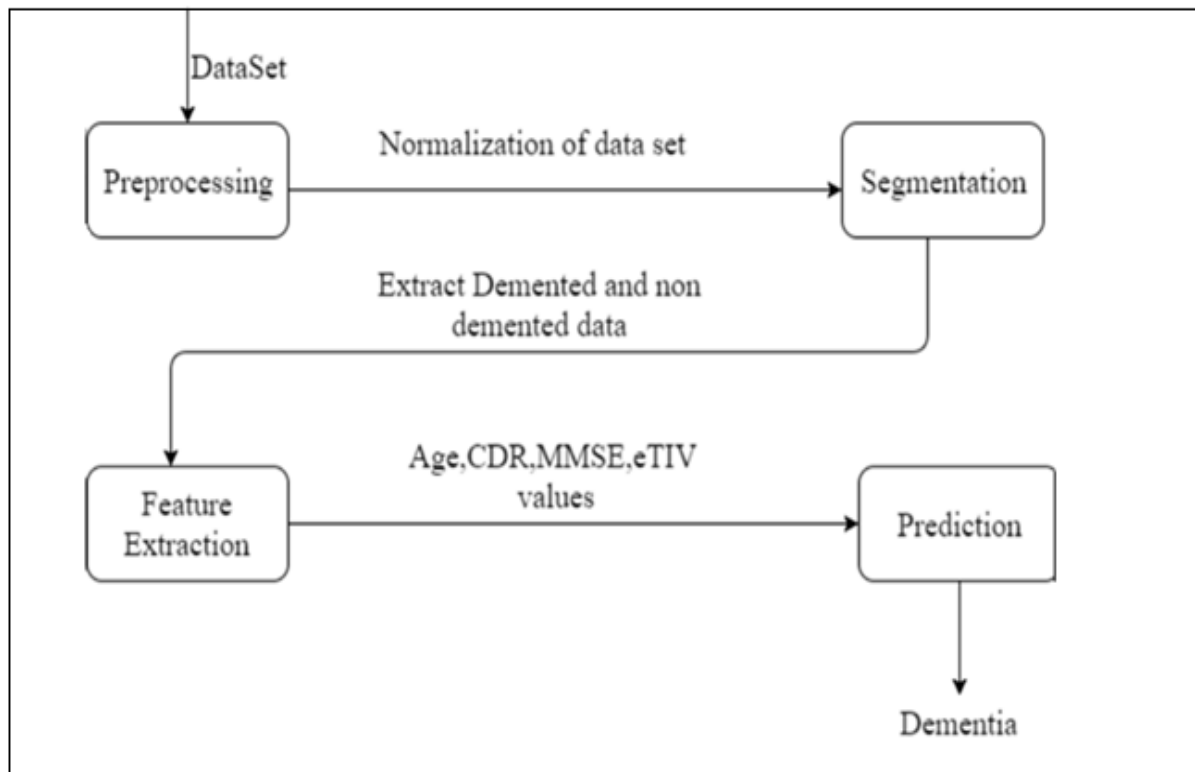 DataSet
Preprocessing
Normalization of data set
Segmentation
Extract Demented and non
demented data
Feature
Extraction
Age,CDR,MMSE,eTIV
values
Prediction
Dementia